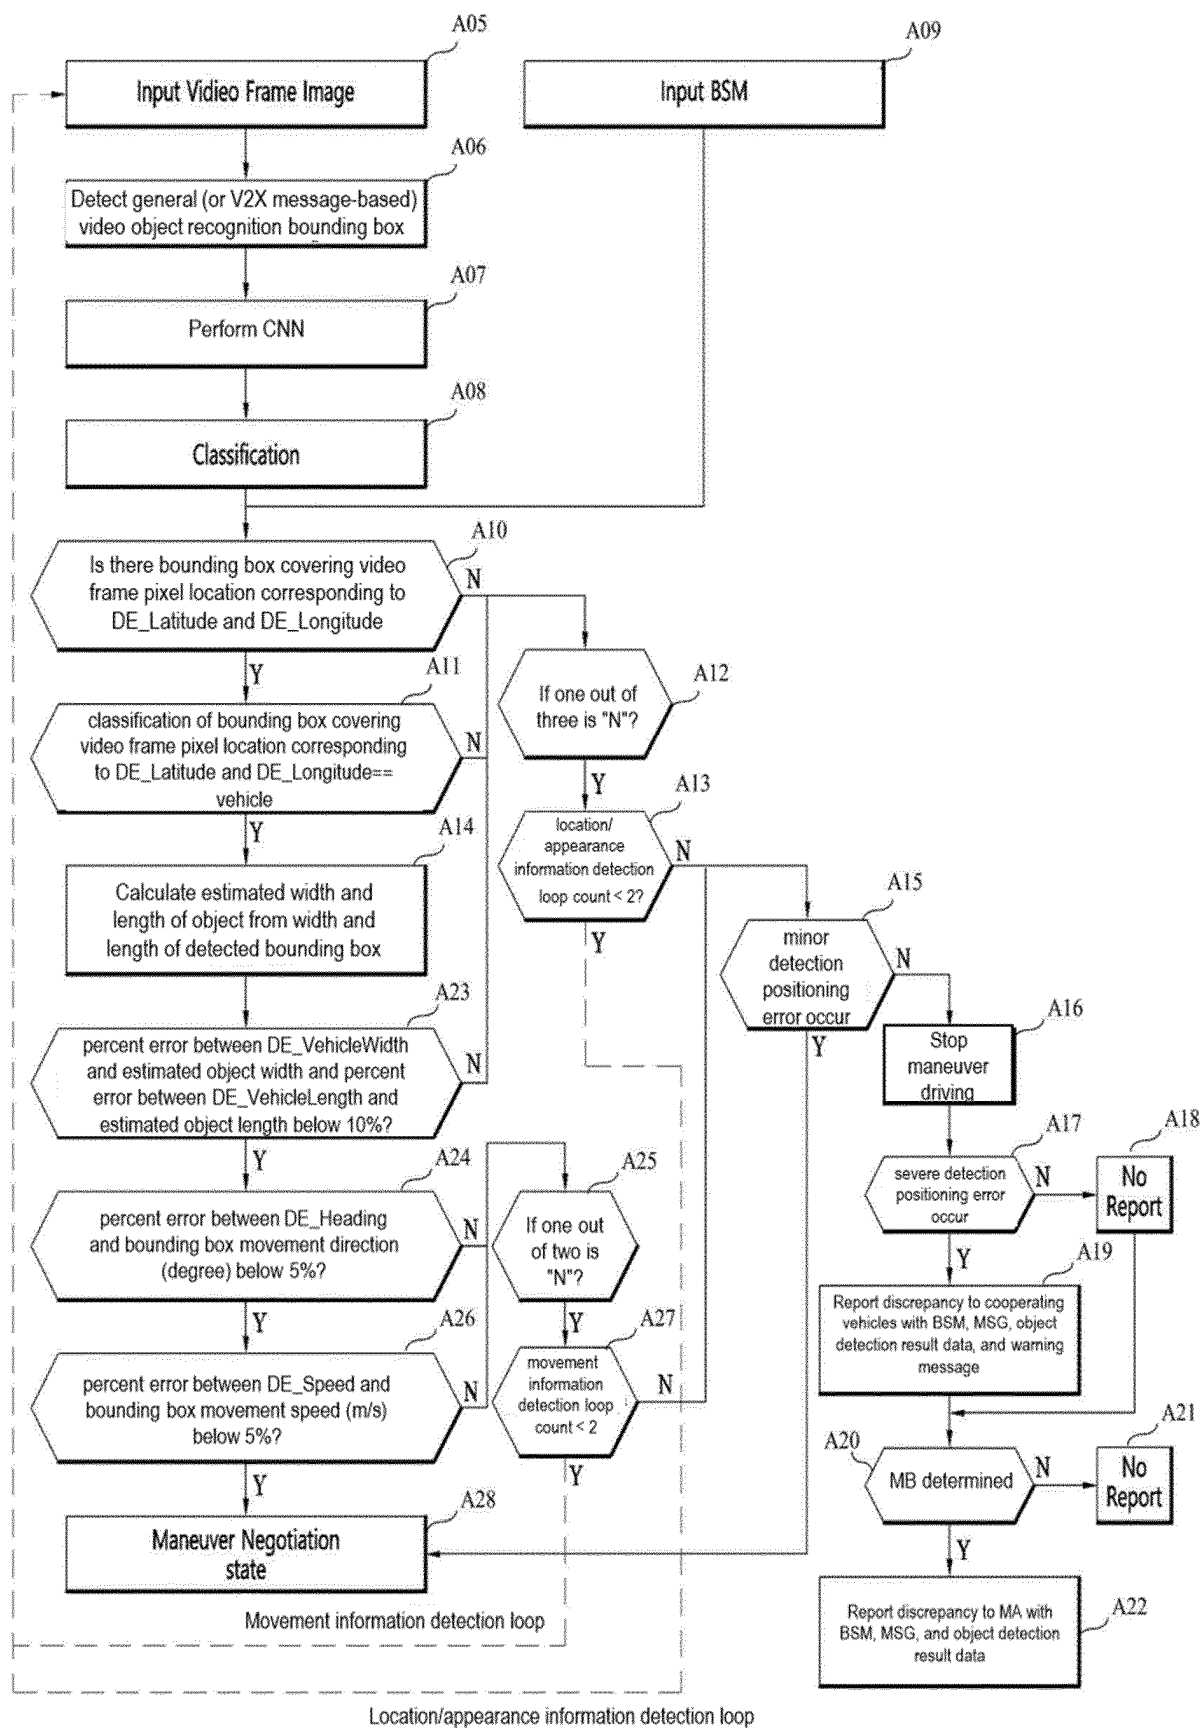 A05
Input Vidieo Frame Image
A09
Input BSM
A06
Detect general (or V2X message-based)
video object recognition bounding box
A07
Perform CNN
A08
Classification
A10
Is there bounding box covering video
frame pixel location corresponding to
DE_Latitude and DE_Longitude
N
Y
A11
classification of bounding box covering
video frame pixel location corresponding
to DE_Latitude and DE_Longitude==
vehicle
N
Y
A12
If one out of
three is "N"?
Y
A13
location/
appearance
information detection
loop count < 2?
N
Y
A14
Calculate estimated width and
length of object from width and
length of detected bounding box
A15
minor
detection
positioning
error occur
N
Y
A16
Stop
maneuver
driving
A23
percent error between DE_VehicleWidth
and estimated object width and percent
error between DE_VehicleLength and
estimated object length below 10%?
N
Y
A17
severe detection
positioning error
occur
N
Y
A18
No
Report
A24
percent error between DE_Heading
and bounding box movement direction
(degree) below 5%?
N
Y
A25
If one out
of two is
"N"?
Y
A19
Report discrepancy to cooperating
vehicles with BSM, MSG, object
detection result data, and warning
message
A26
percent error between DE_Speed and
bounding box movement speed (m/s)
below 5%?
N
Y
A27
movement
information
detection loop
count < 2
N
Y
A20
MB determined
N
Y
A21
No
Report
A28
Maneuver Negotiation
state
A22
Report discrepancy to MA with
BSM, MSG, and object detection
result data
Movement information detection loop
Location/appearance information detection loop